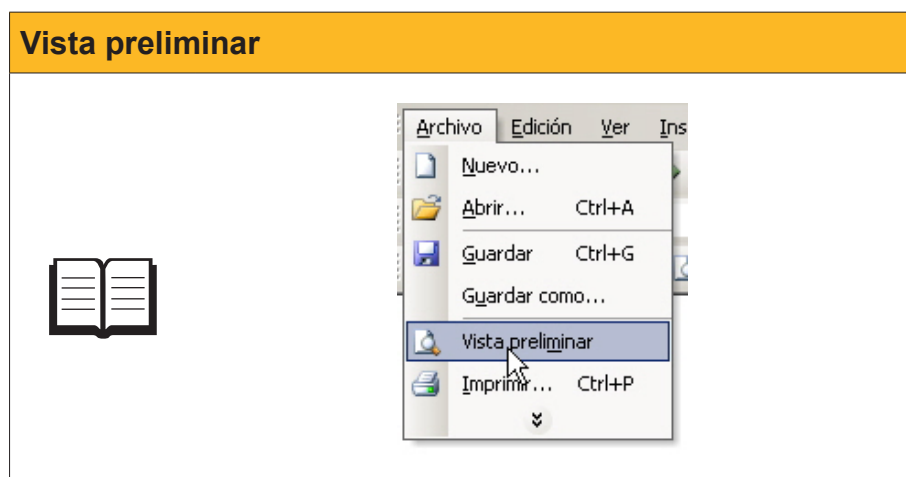 Vista preliminar
Archivo Edición Ver Ins
Nuevo...
Abrir... Ctrl+A
Guardar Ctrl+G
Guardar como...
Vista preliminar
Imprimir... Ctrl+P